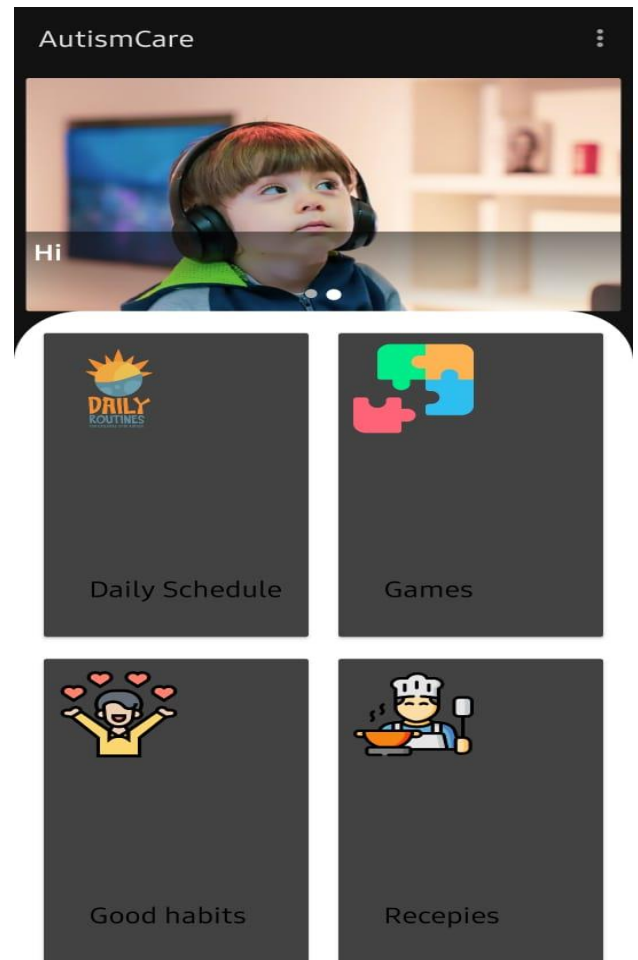 AutismCare
Hi
DAILY
ROUTINES
Daily Schedule
Games
Good habits
Recepies